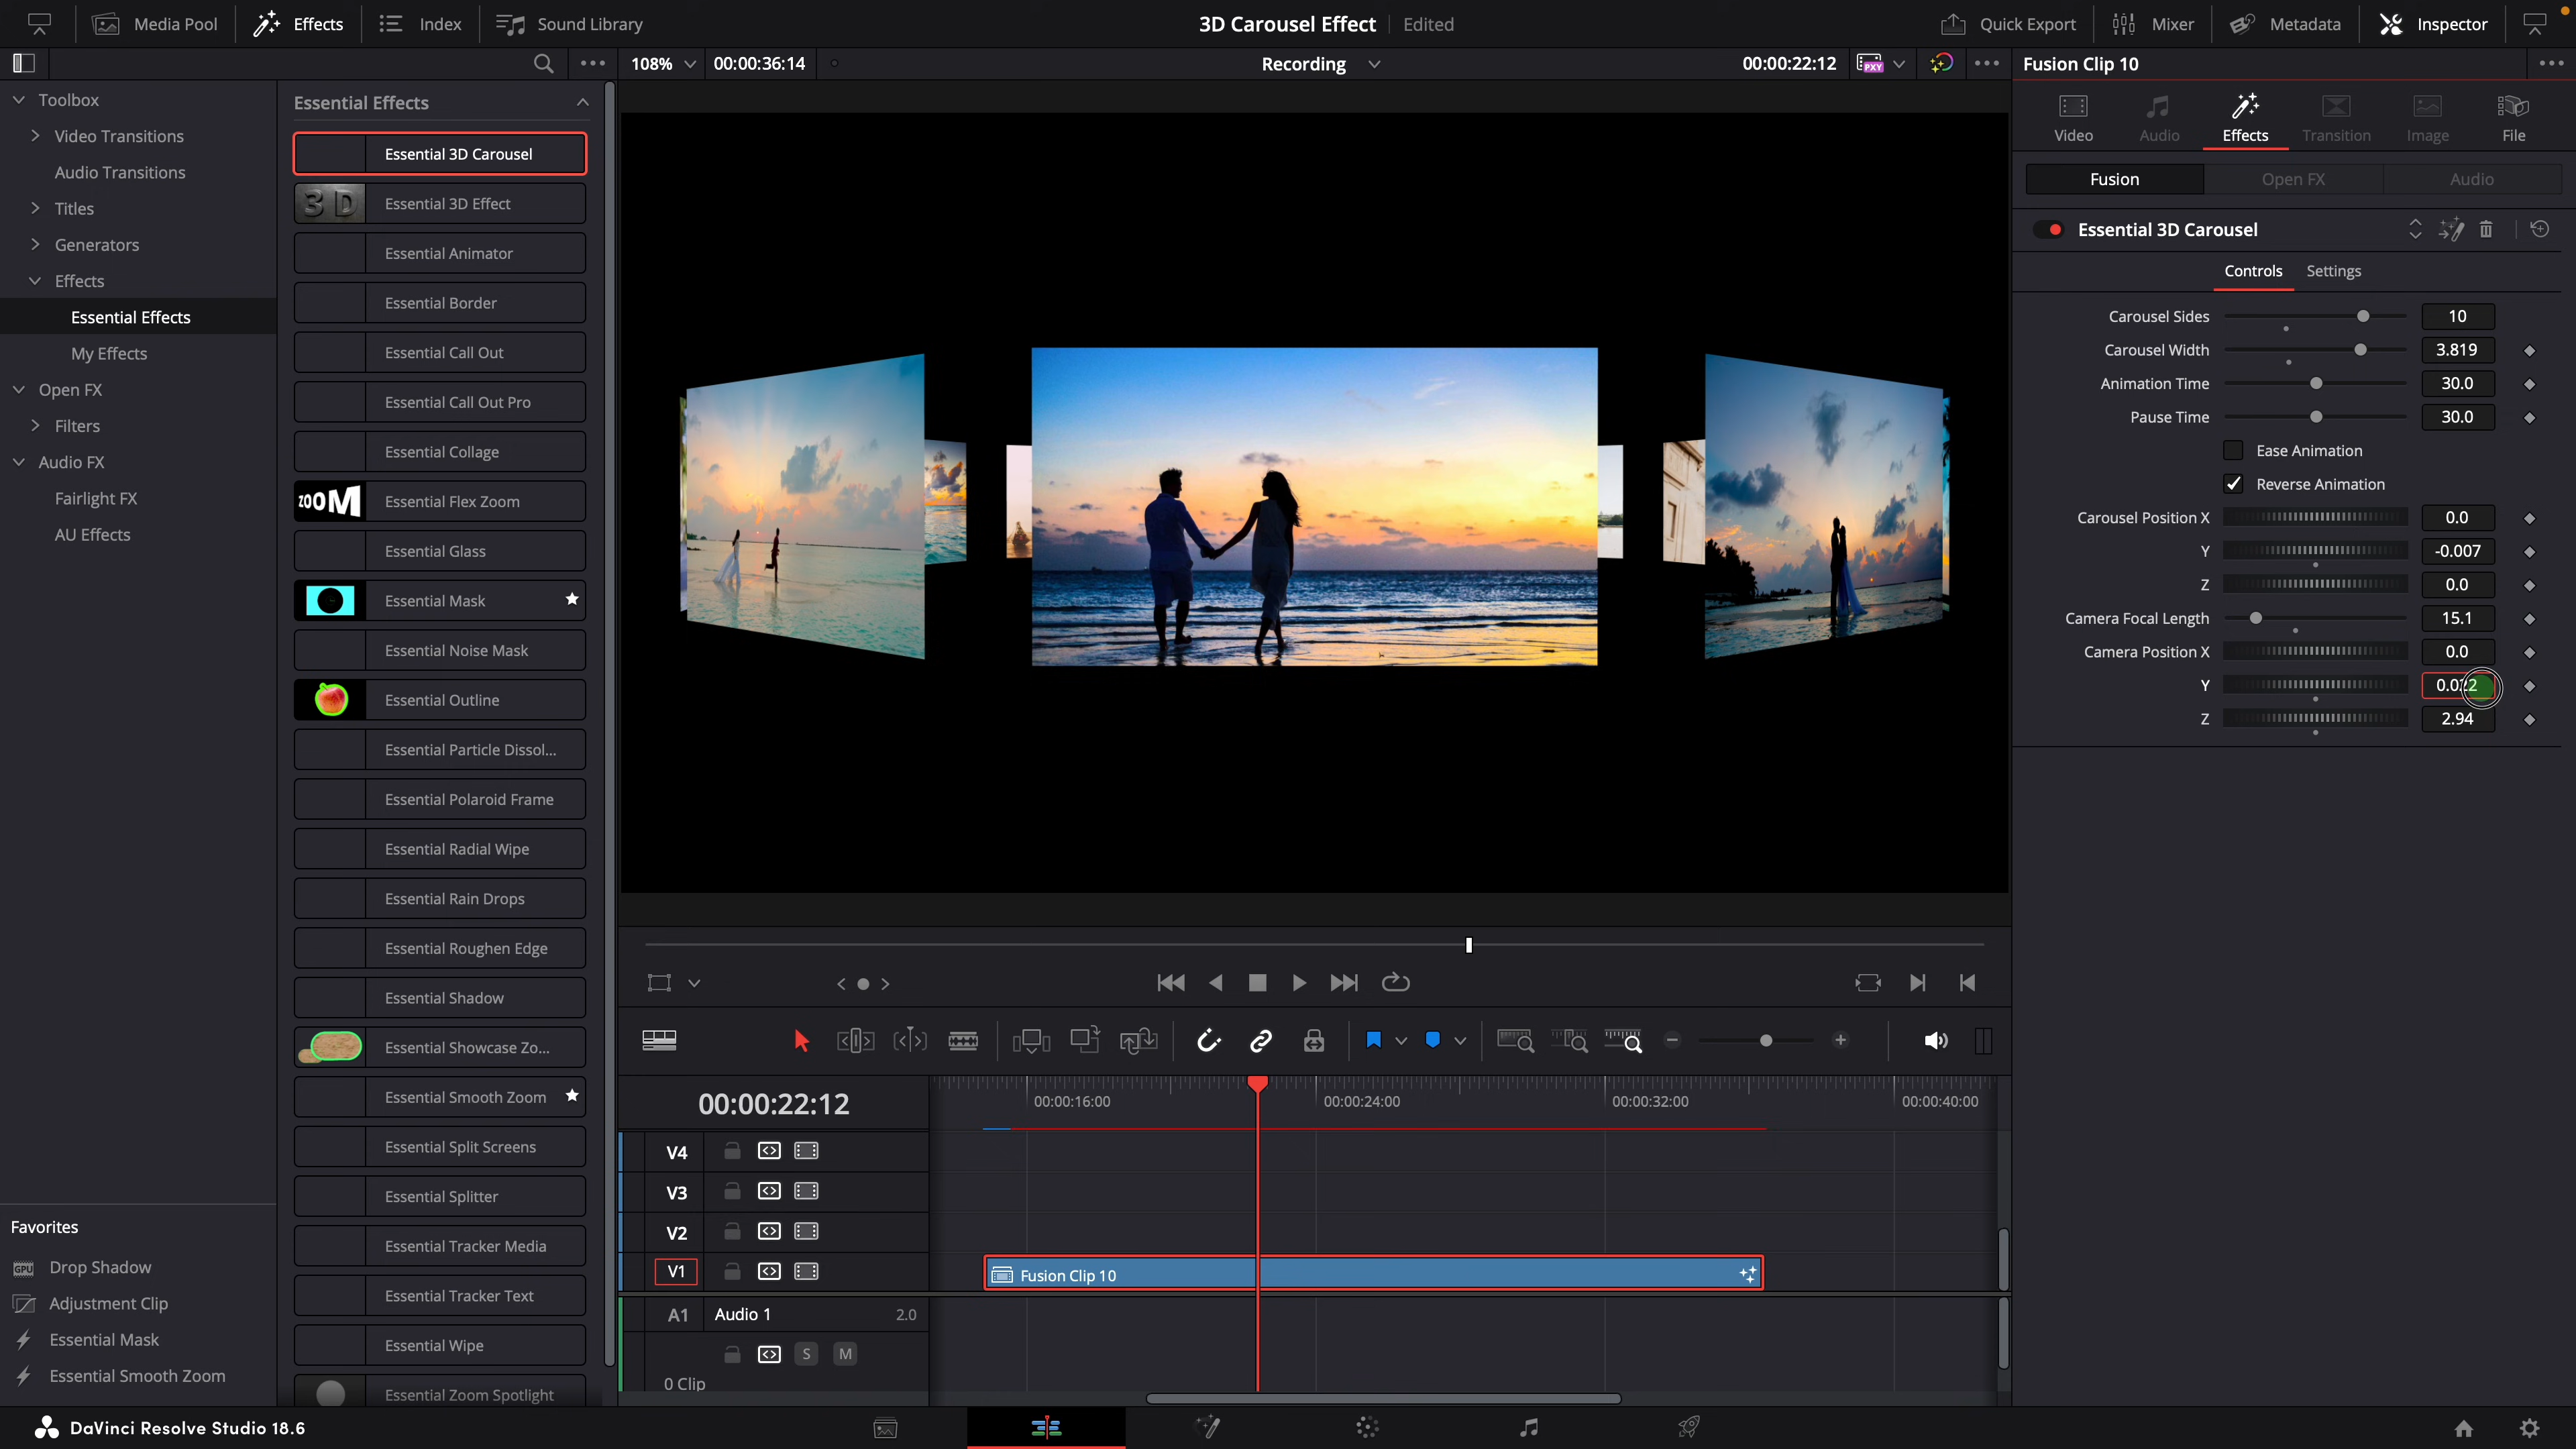 Media Pool
Effects
Index
Sound Library
3D Carousel Effect
Edited
Quick Export
Mixer
Metadata
Inspector
108%
00:00:36:14
Recording
00:00:22:12
PXY
Fusion Clip 10
Toolbox
Video Transitions
Audio Transitions
Titles
Generators
Effects
Essential Effects
My Effects
Open FX
Filters
Audio FX
Fairlight FX
AU Effects
Favorites
GPU Drop Shadow
Adjustment Clip
Essential Mask
Essential Smooth Zoom
Essential Effects
Essential 3D Carousel
3D Essential 3D Effect
Essential Animator
Essential Border
Essential Call Out
Essential Call Out Pro
Essential Collage
ZOOM Essential Flex Zoom
Essential Glass
Essential Mask
Essential Noise Mask
Essential Outline
Essential Particle Dissol...
Essential Polaroid Frame
Essential Radial Wipe
Essential Rain Drops
Essential Roughen Edge
Essential Shadow
Essential Showcase Zo...
Essential Smooth Zoom
Essential Split Screens
Essential Splitter
Essential Tracker Media
Essential Tracker Text
Essential Wipe
Essential Zoom Spotlight
Video
Audio
Effects
Transition
Image
File
Fusion
Open FX
Audio
Essential 3D Carousel
Controls
Settings
Carousel Sides 10
Carousel Width 3.819
Animation Time 30.0
Pause Time 30.0
Ease Animation
Reverse Animation
Carousel Position X 0.0
Y -0.007
Z 0.0
Camera Focal Length 15.1
Camera Position X 0.0
Y 0.022
Z 2.94
00:00:22:12
00:00:16:00
00:00:24:00
00:00:32:00
00:00:40:00
V4
V3
V2
V1
Fusion Clip 10
A1 Audio 1 2.0
S M
0 Clip
DaVinci Resolve Studio 18.6